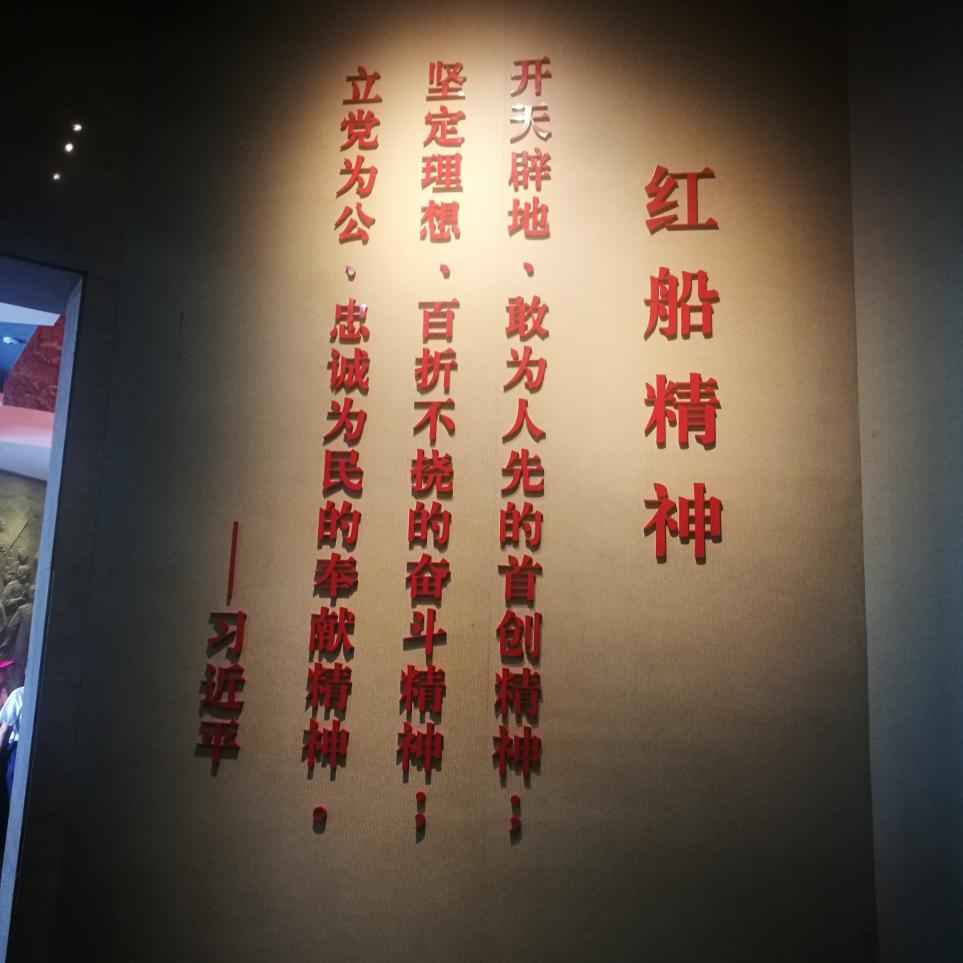 红船精神
开天辟地、敢为人先的首创精神；
坚定理想、百折不挠的奋斗精神；
立党为公、忠诚为民的奉献精神。
——习近平